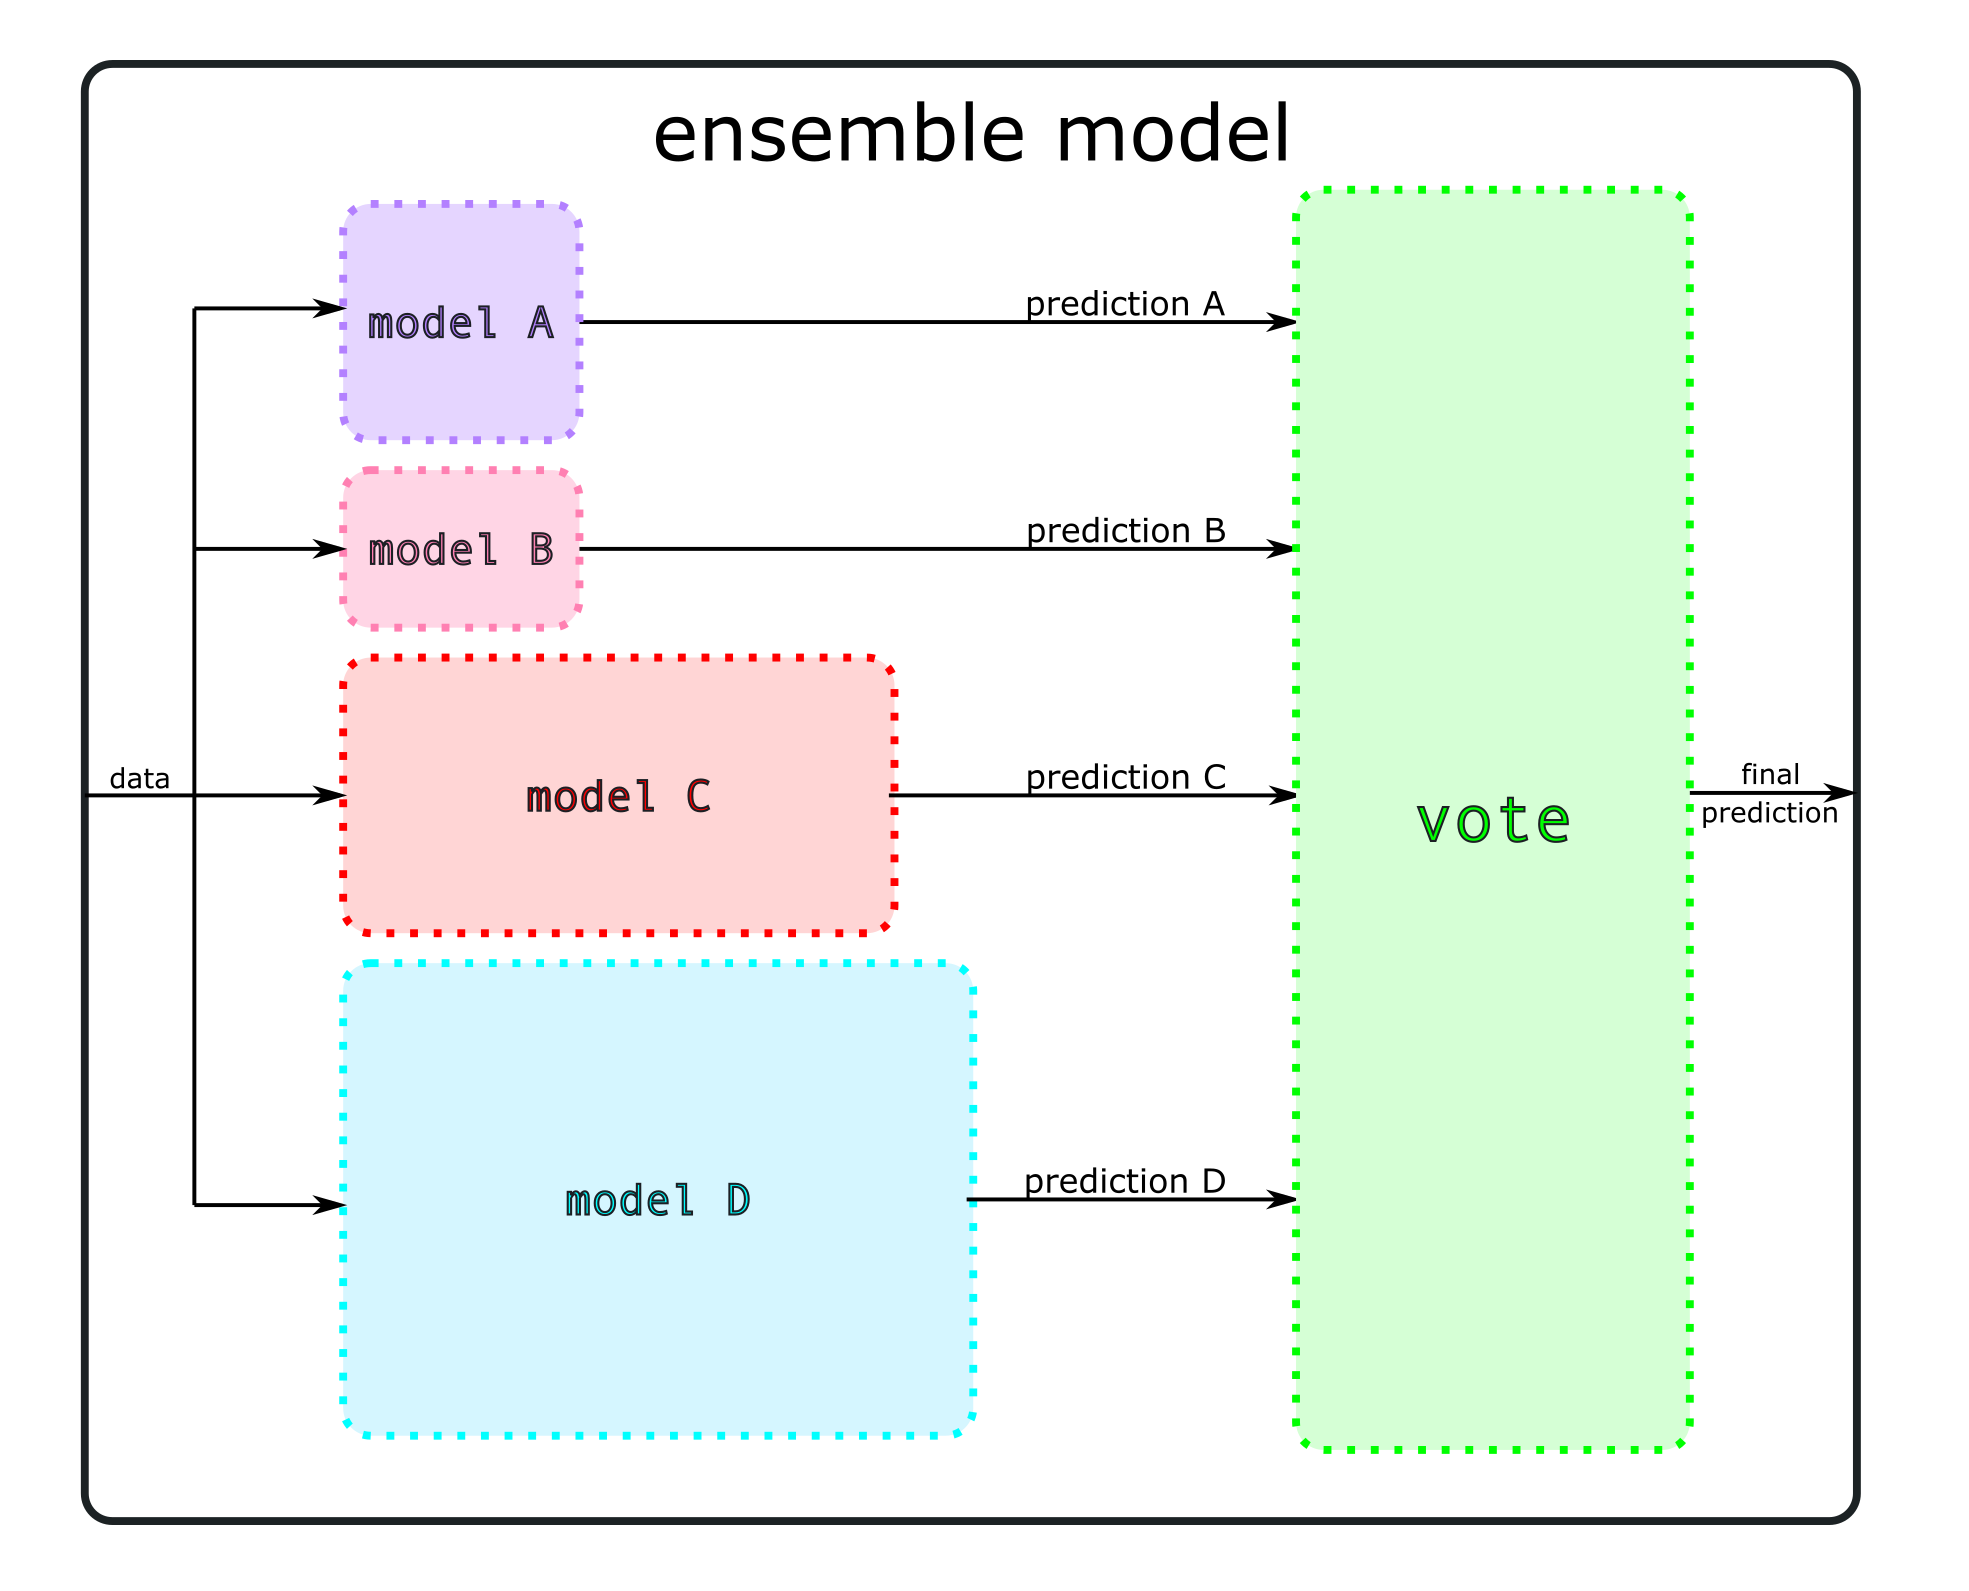 ensemble model
model A
prediction A
model B
prediction B
data
model C
prediction C
vote
final
prediction
model D
prediction D